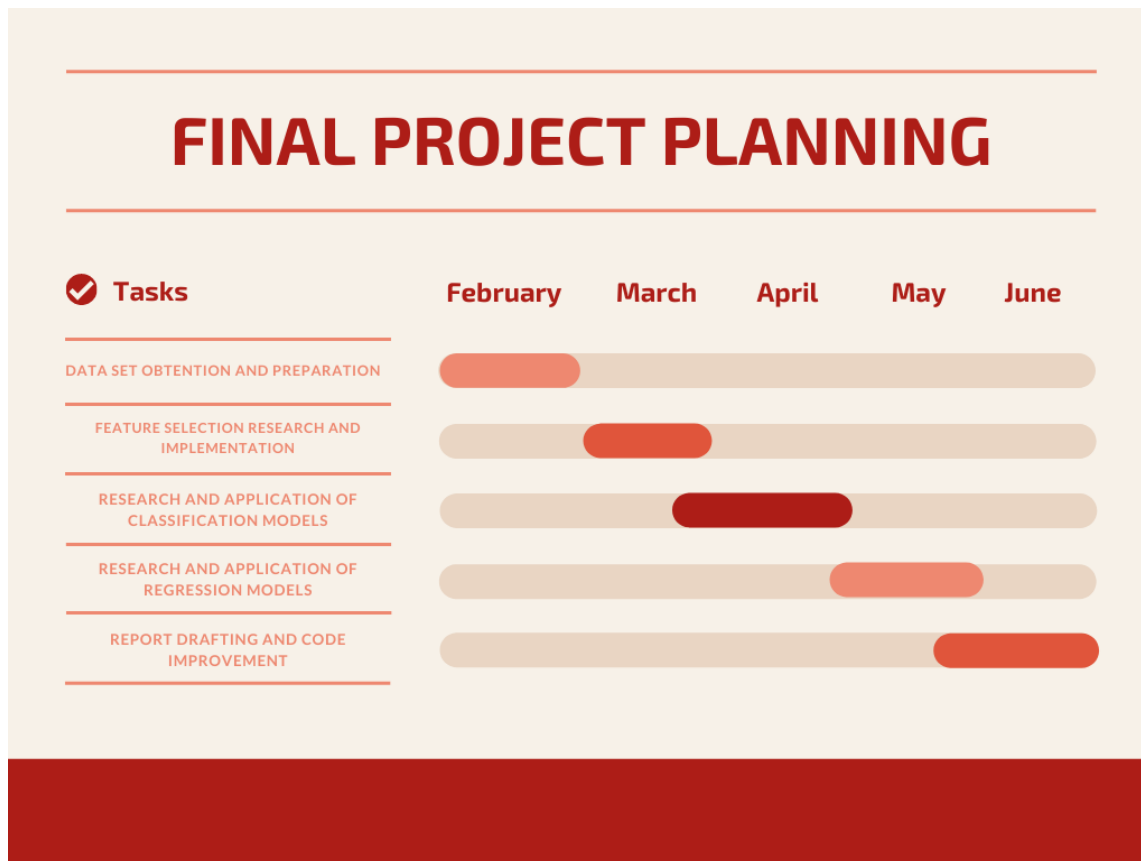 FINAL PROJECT PLANNING
Tasks
February March April May June
DATA SET OBTENTION AND PREPARATION
FEATURE SELECTION RESEARCH AND
IMPLEMENTATION
RESEARCH AND APPLICATION OF
CLASSIFICATION MODELS
RESEARCH AND APPLICATION OF
REGRESSION MODELS
REPORT DRAFTING AND CODE
IMPROVEMENT